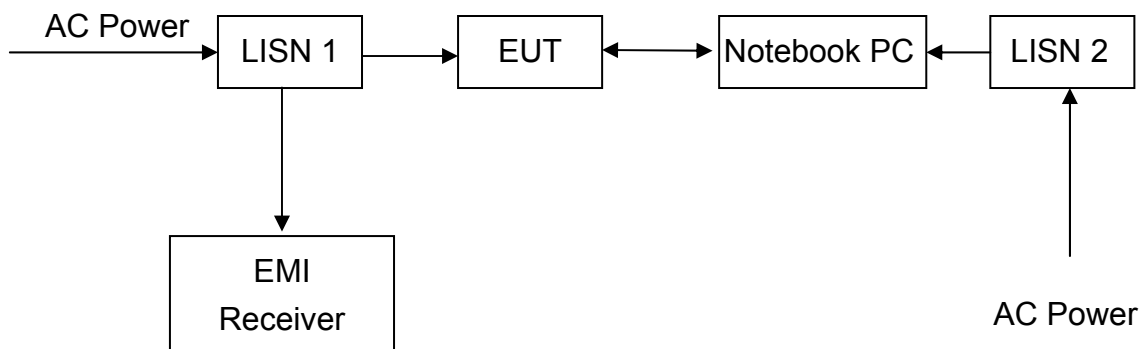 AC Power
LISN 1
EUT
Notebook PC
LISN 2
EMI
Receiver
AC Power